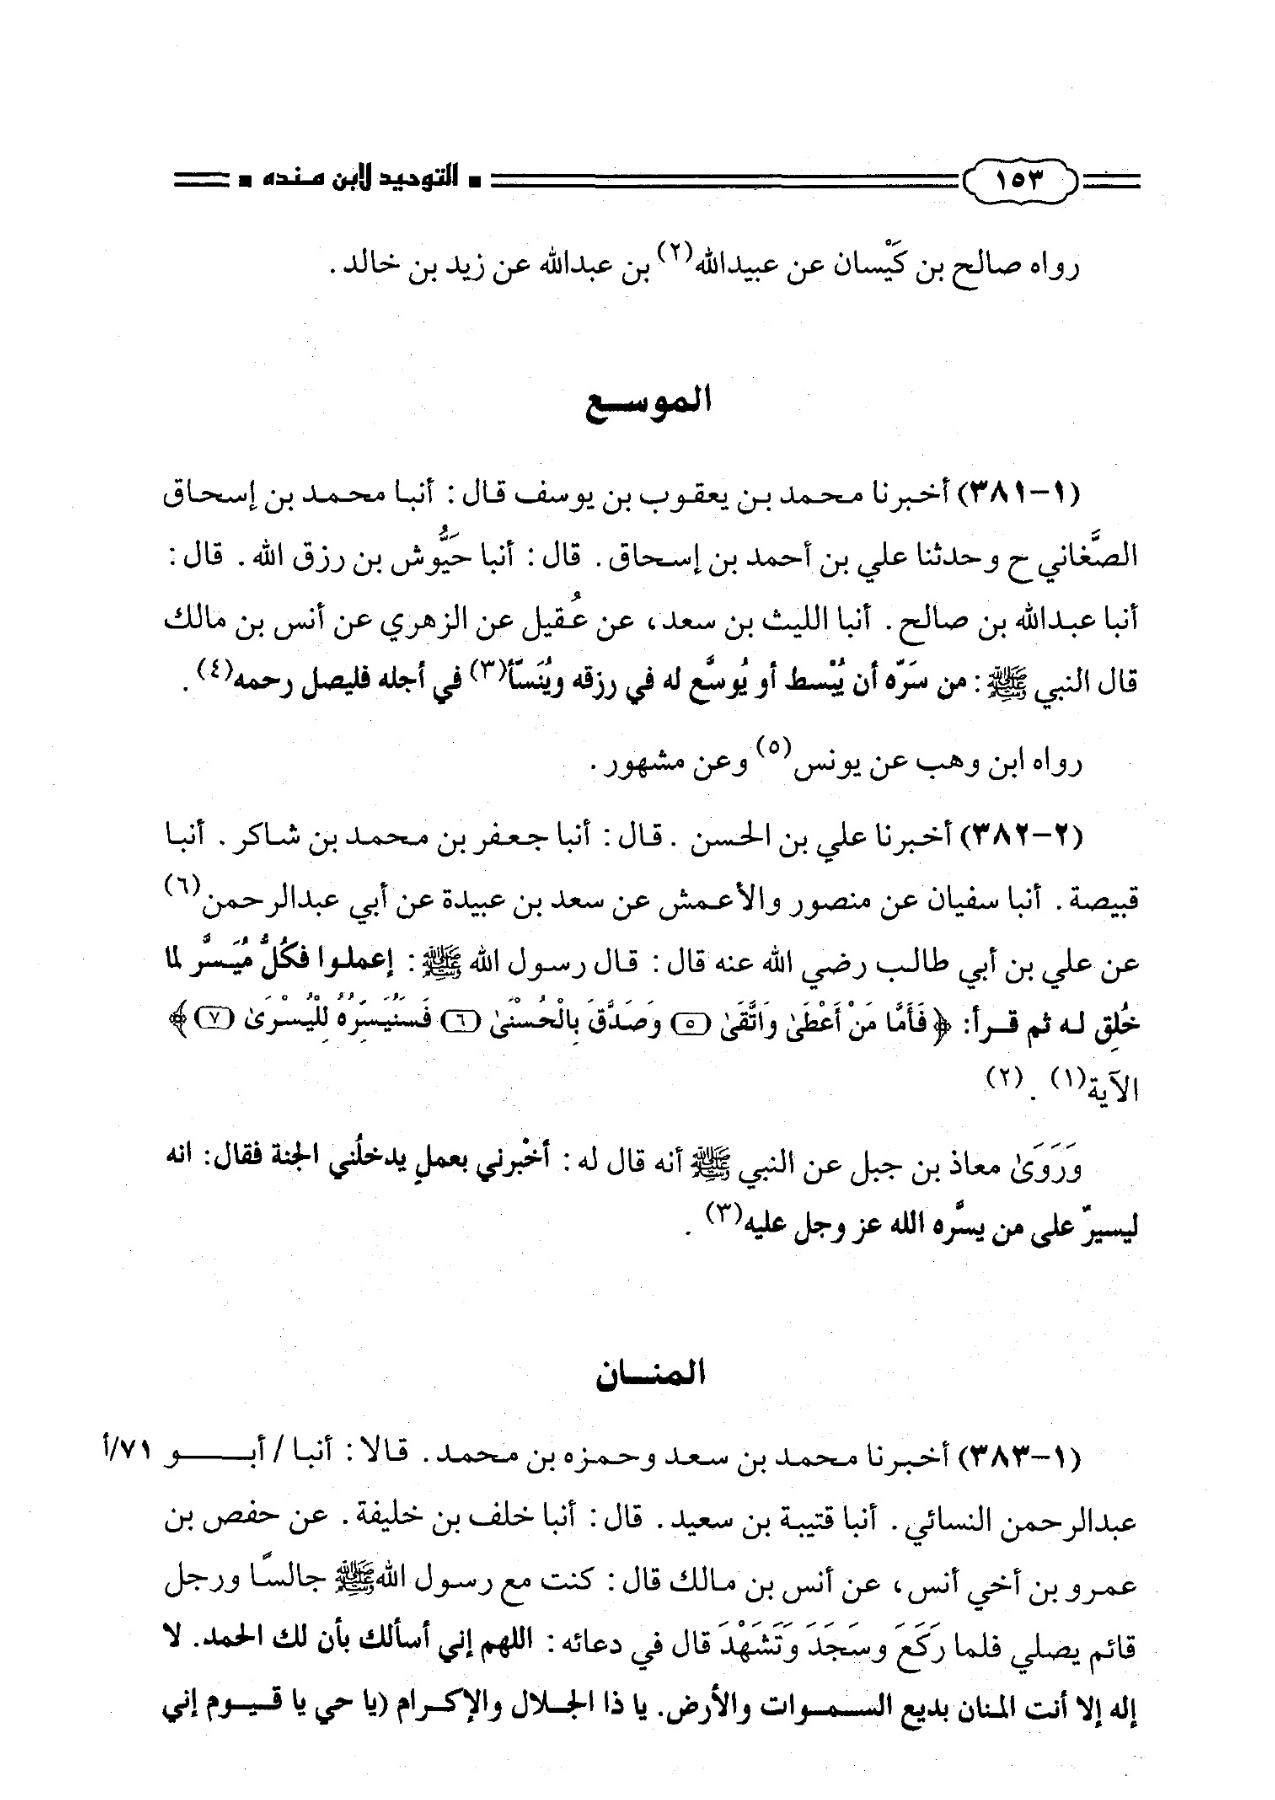 ١٥٣ ■ التوحيد لابن منده ■
رواه صالح بن كَيْسان عن عبيدالله(٢) بن عبدالله عن زيد بن خالد .
الموسع
(١-٣٨١) أخبرنا محمد بن يعقوب بن يوسف قال : أنبا محمد بن إسحاق
الصَّغاني ح وحدثنا علي بن أحمد بن إسحاق . قال : أنبا حَيُّوش بن رزق الله . قال :
أنبا عبدالله بن صالح . أنبا الليث بن سعد ، عن عُقيل عن الزهري عن أنس بن مالك
قال النبي ﷺ : من سَرّه أن يُبْسط أو يُوسَّع له في رزقه ويُنَسّأ(٣) في أجله فليصل رحمه(٤) .
رواه ابن وهب عن يونس(٥) وعن مشهور .
(٢-٣٨٢) أخبرنا علي بن الحسن . قال : أنبا جعفر بن محمد بن شاكر . أنبا
قبيصة . أنبا سفيان عن منصور والأعمش عن سعد بن عبيدة عن أبي عبدالرحمن(٦)
عن علي بن أبي طالب رضي الله عنه قال : قال رسول الله ﷺ : إعملوا فكُلُّ مُيَسَّر لما
خُلِق له ثم قرأ: ﴿ فَأَمَّا مَنْ أَعْطَىٰ وَاتَّقَىٰ (٥) وَصَدَّقَ بِالْحُسْنَىٰ (٦) فَسَنُيَسِّرُهُ لِلْيُسْرَىٰ (٧) ﴾
الآية(١) . (٢)
وَرَوَىٰ معاذ بن جبل عن النبي ﷺ أنه قال له : أخْبرني بعملٍ يدخلُني الجنة فقال: انه
ليسيرٌ على من يسَّره الله عز وجل عليه(٣) .
المنان
(١-٣٨٣) أخبرنا محمد بن سعد وحمزه بن محمد . قالا : أنبا / أبو ٧١/أ
عبدالرحمن النسائي . أنبا قتيبة بن سعيد . قال : أنبا خلف بن خليفة . عن حفص بن
عمرو بن أخي أنس ، عن أنس بن مالك قال : كنت مع رسول الله ﷺ جالسًا ورجل
قائم يصلي فلما رَكَعَ وسَجَدَ وَتَشَهْدَ قال في دعائه : اللهم إني أسألك بأن لك الحمد. لا
إله إلا أنت المنان بديع السموات والأرض. يا ذا الجلال والإكرام (يا حي يا قيوم إني